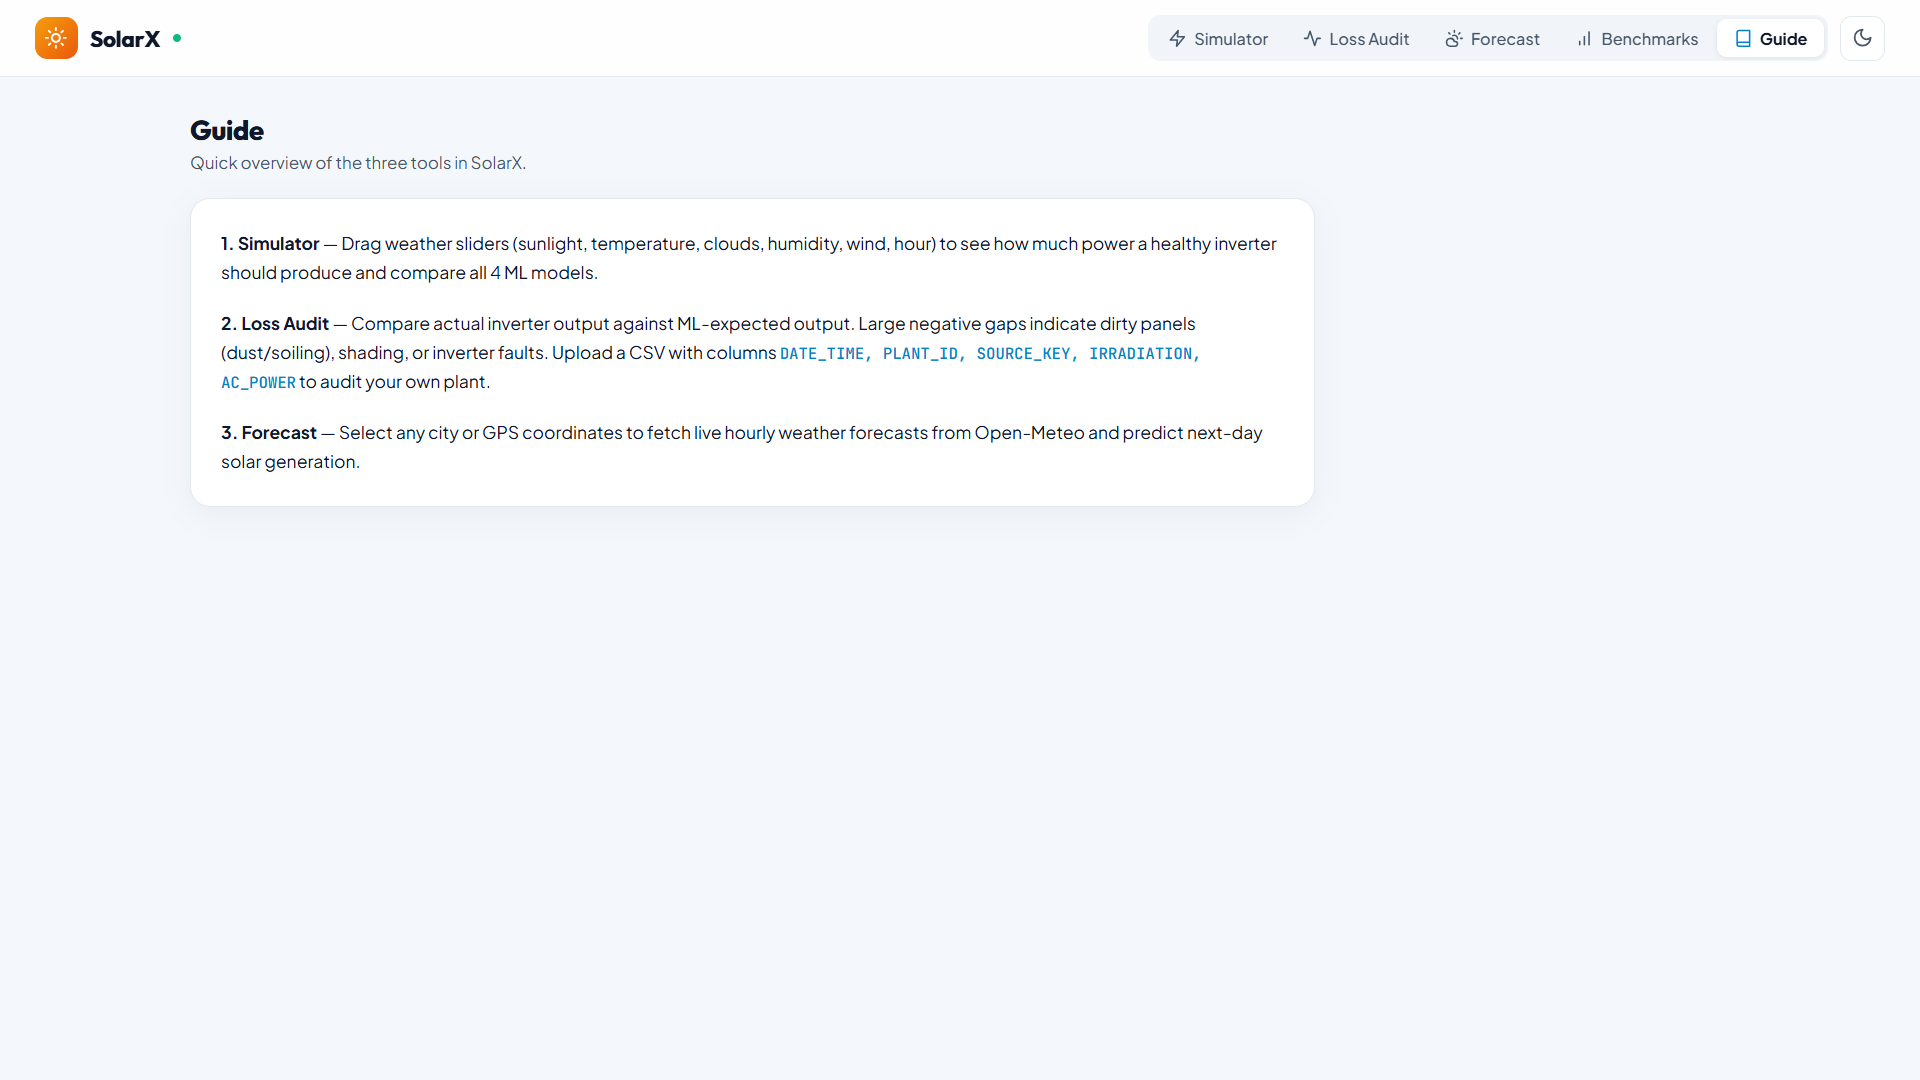 SolarX
Simulator
Loss Audit
Forecast
Benchmarks
Guide
Guide
Quick overview of the three tools in SolarX.
1. Simulator — Drag weather sliders (sunlight, temperature, clouds, humidity, wind, hour) to see how much power a healthy inverter
should produce and compare all 4 ML models.
2. Loss Audit — Compare actual inverter output against ML-expected output. Large negative gaps indicate dirty panels
(dust/soiling), shading, or inverter faults. Upload a CSV with columns DATE_TIME, PLANT_ID, SOURCE_KEY, IRRADIATION,
AC_POWER to audit your own plant.
3. Forecast — Select any city or GPS coordinates to fetch live hourly weather forecasts from Open-Meteo and predict next-day
solar generation.